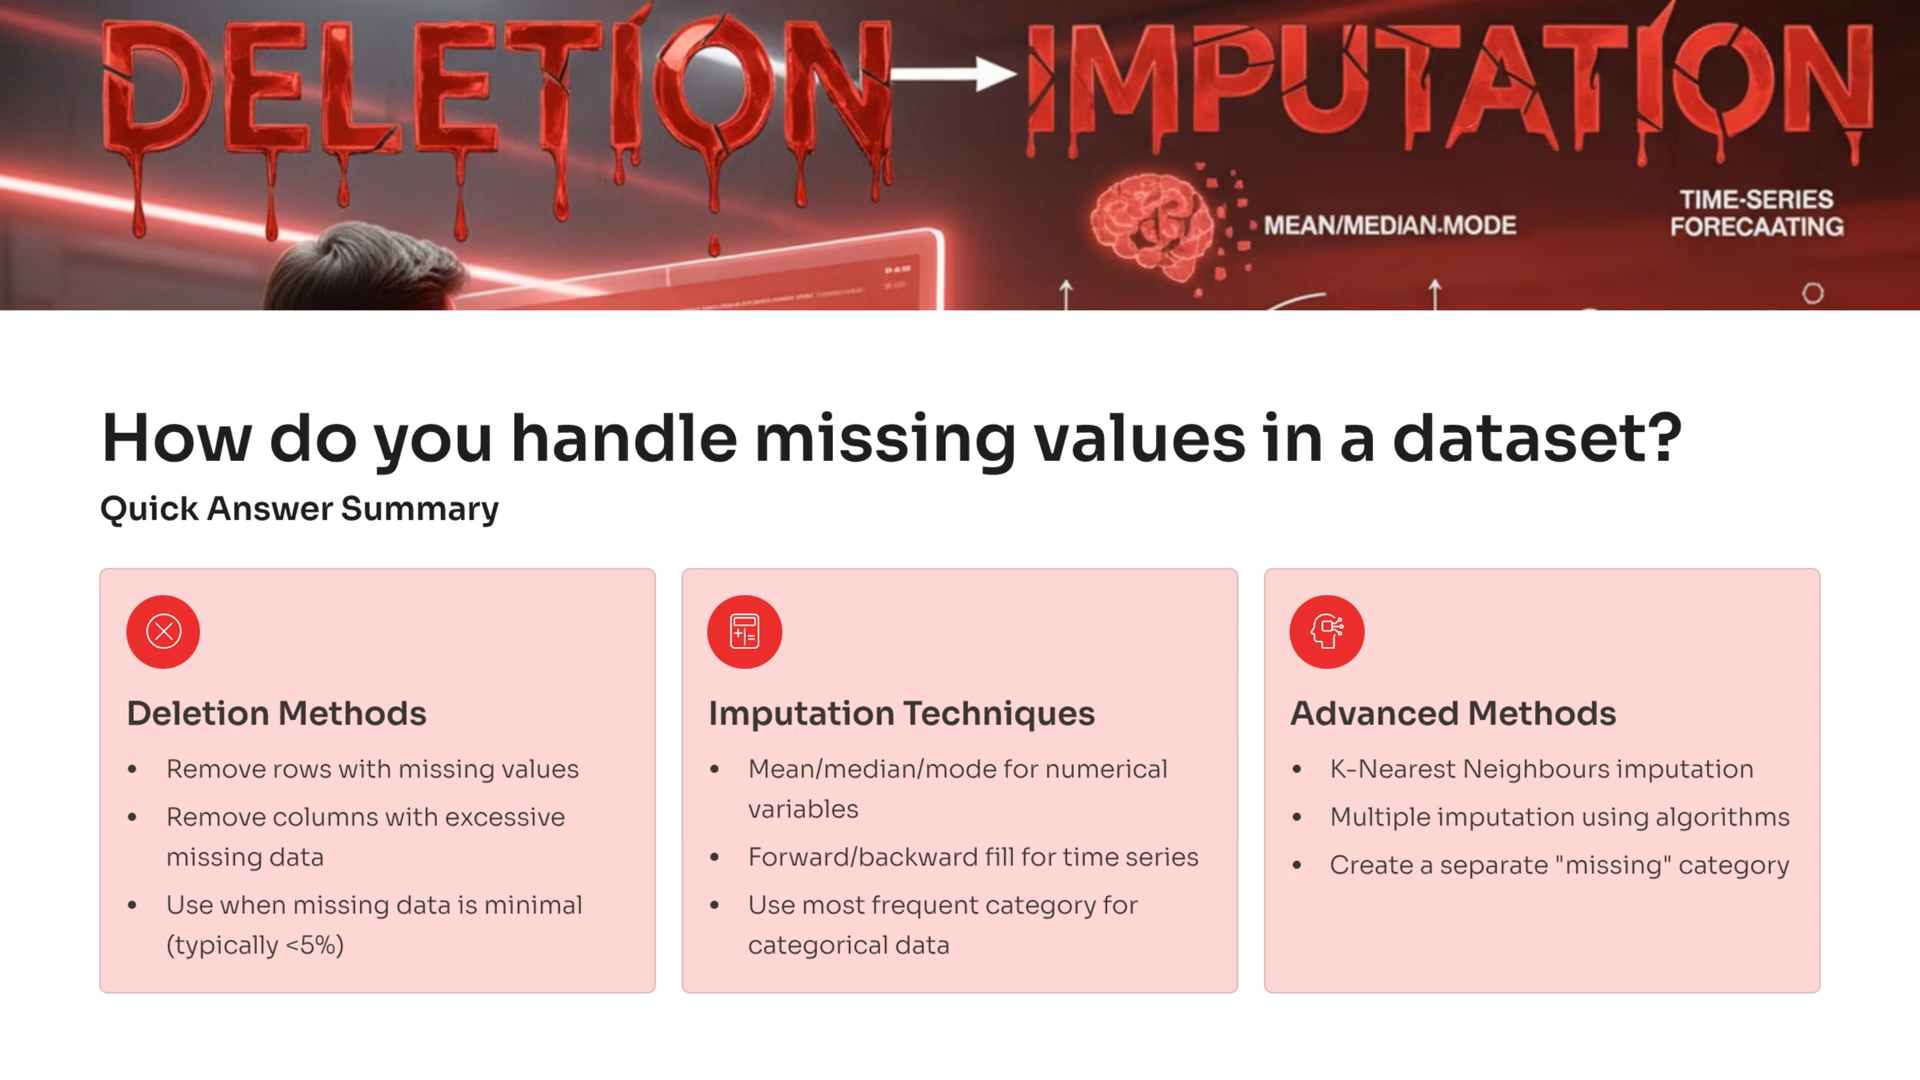 DELETION
IMPUTATION
MEAN/MEDIAN.MODE
TIME-SERIES
FORECAATING
How do you handle missing values in a dataset?
Quick Answer Summary
Deletion Methods
• Remove rows with missing values
• Remove columns with excessive
missing data
• Use when missing data is minimal
(typically <5%)
Imputation Techniques
• Mean/median/mode for numerical
variables
• Forward/backward fill for time series
• Use most frequent category for
categorical data
Advanced Methods
• K-Nearest Neighbours imputation
• Multiple imputation using algorithms
• Create a separate "missing" category